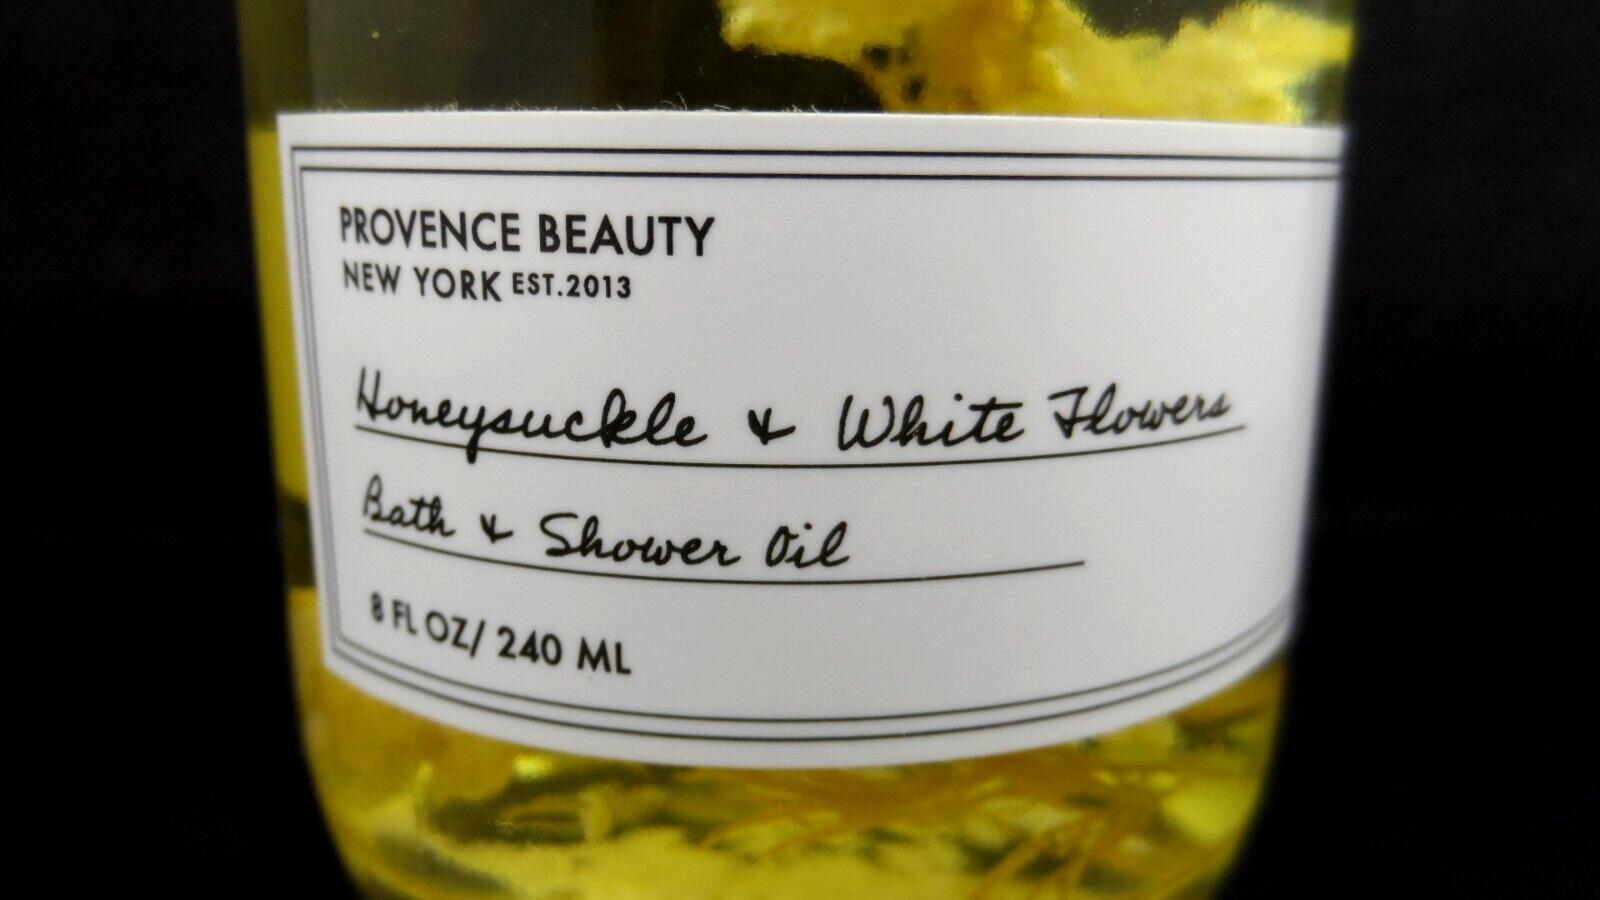 PROVENCE BEAUTY
NEW YORK EST.2013
Honeysuckle & White Flowers
Bath & Shower Oil
8 FL OZ/ 240 ML